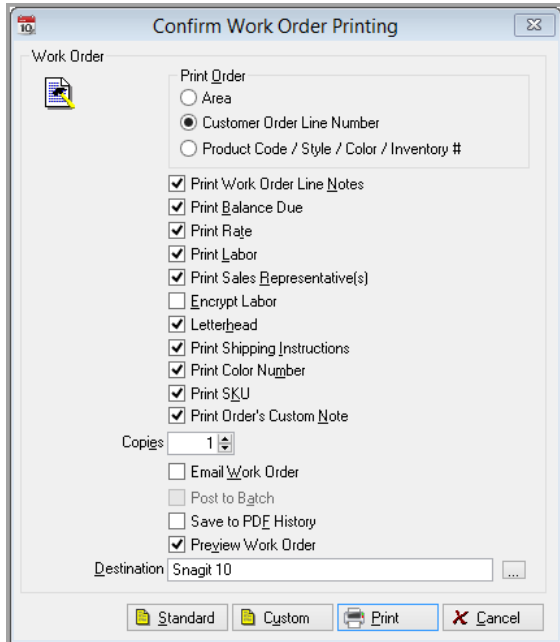 Confirm Work Order Printing
Work Order
Print Order
Area
Customer Order Line Number
Product Code / Style / Color / Inventory #
Print Work Order Line Notes
Print Balance Due
Print Rate
Print Labor
Print Sales Representative(s)
Encrypt Labor
Letterhead
Print Shipping Instructions
Print Color Number
Print SKU
Print Order's Custom Note
Copies 1
Email Work Order
Post to Batch
Save to PDF History
Preview Work Order
Destination Snagit 10 ...
Standard Custom Print Cancel